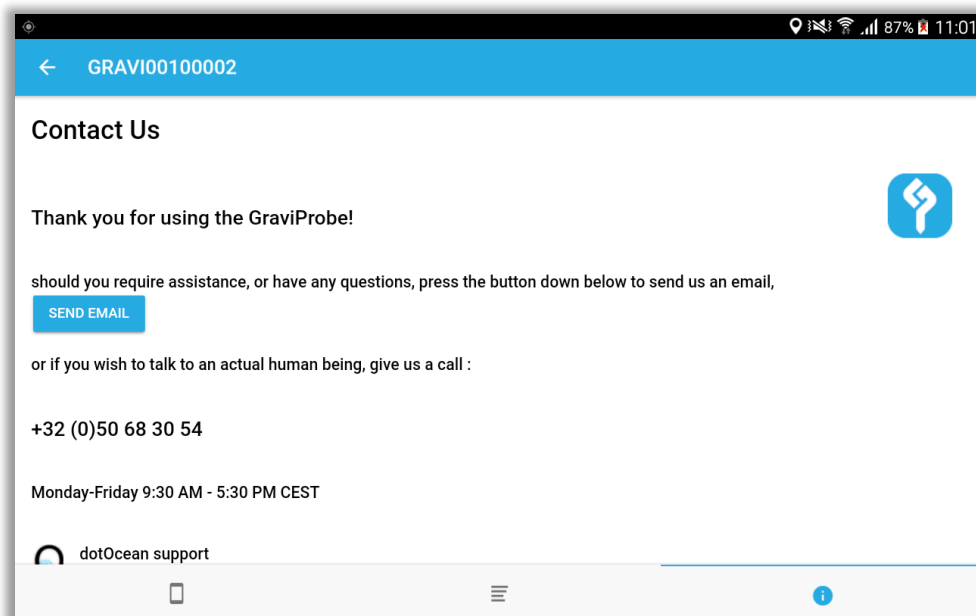 87% 11:01
GRAVI00100002
Contact Us
Thank you for using the GraviProbe!
should you require assistance, or have any questions, press the button down below to send us an email,
SEND EMAIL
or if you wish to talk to an actual human being, give us a call :
+32 (0)50 68 30 54
Monday-Friday 9:30 AM - 5:30 PM CEST
dotOcean support